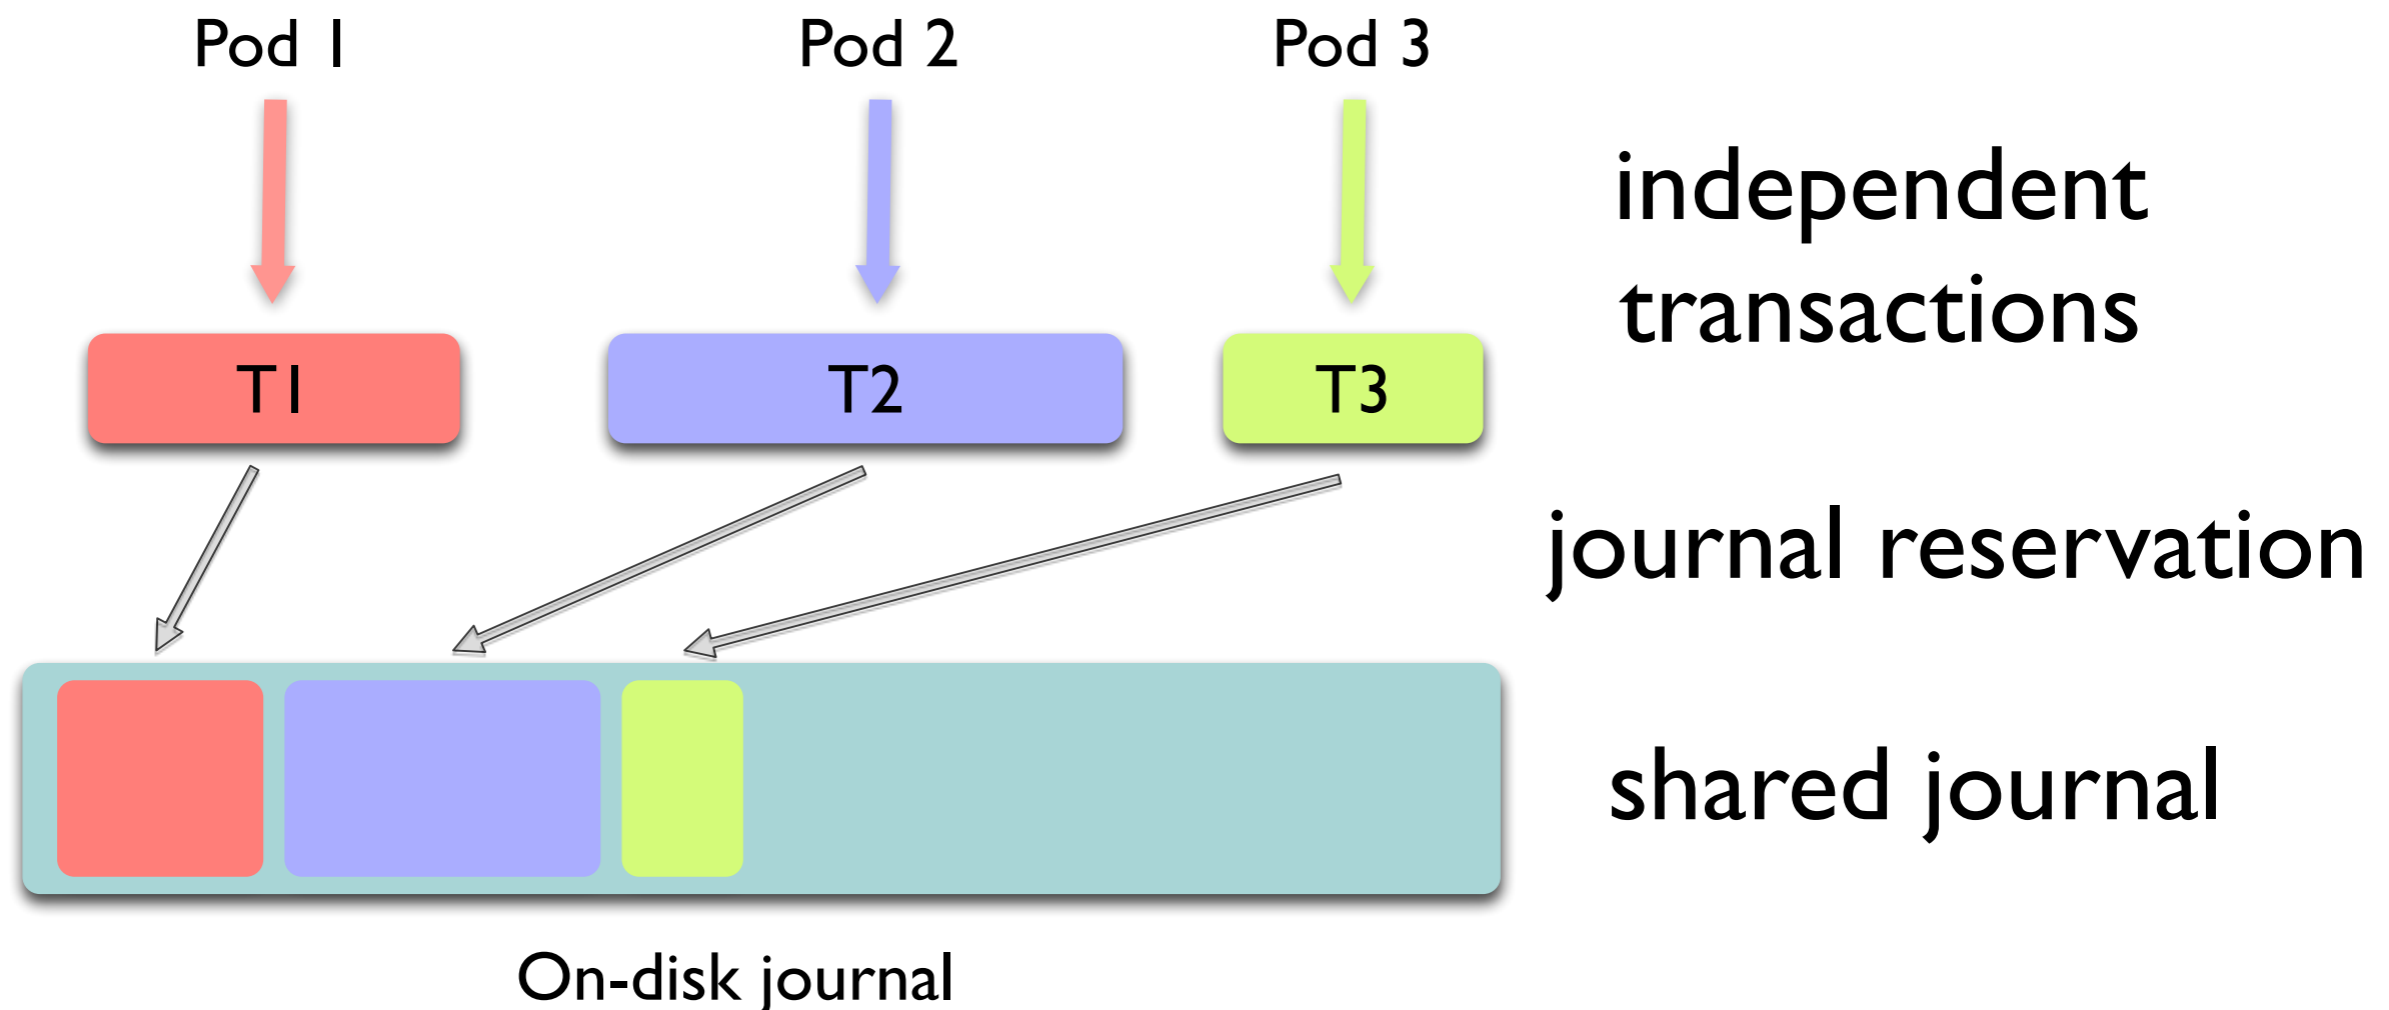 Pod 1
Pod 2
Pod 3
independent
transactions
T1
T2
T3
journal reservation
shared journal
On-disk journal